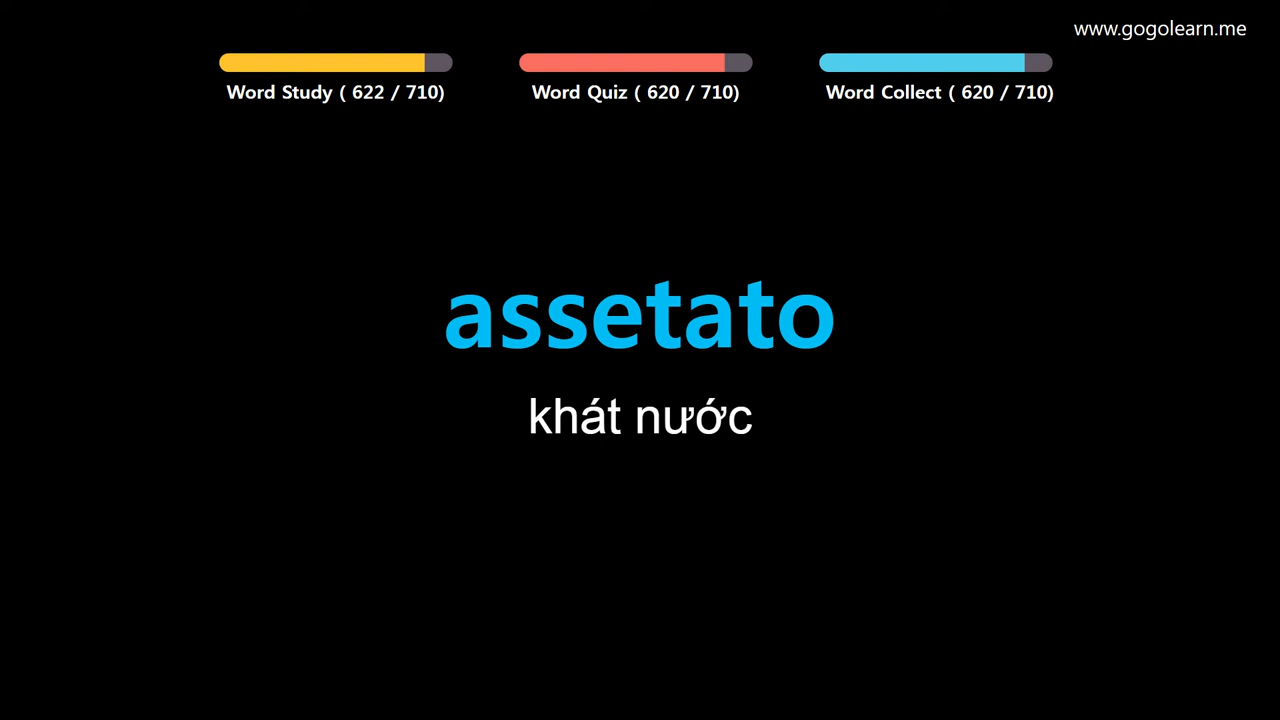 www.gogolearn.me
Word Study ( 622 / 710)
Word Quiz ( 620 / 710)
Word Collect ( 620 / 710)
assetato
khát nước